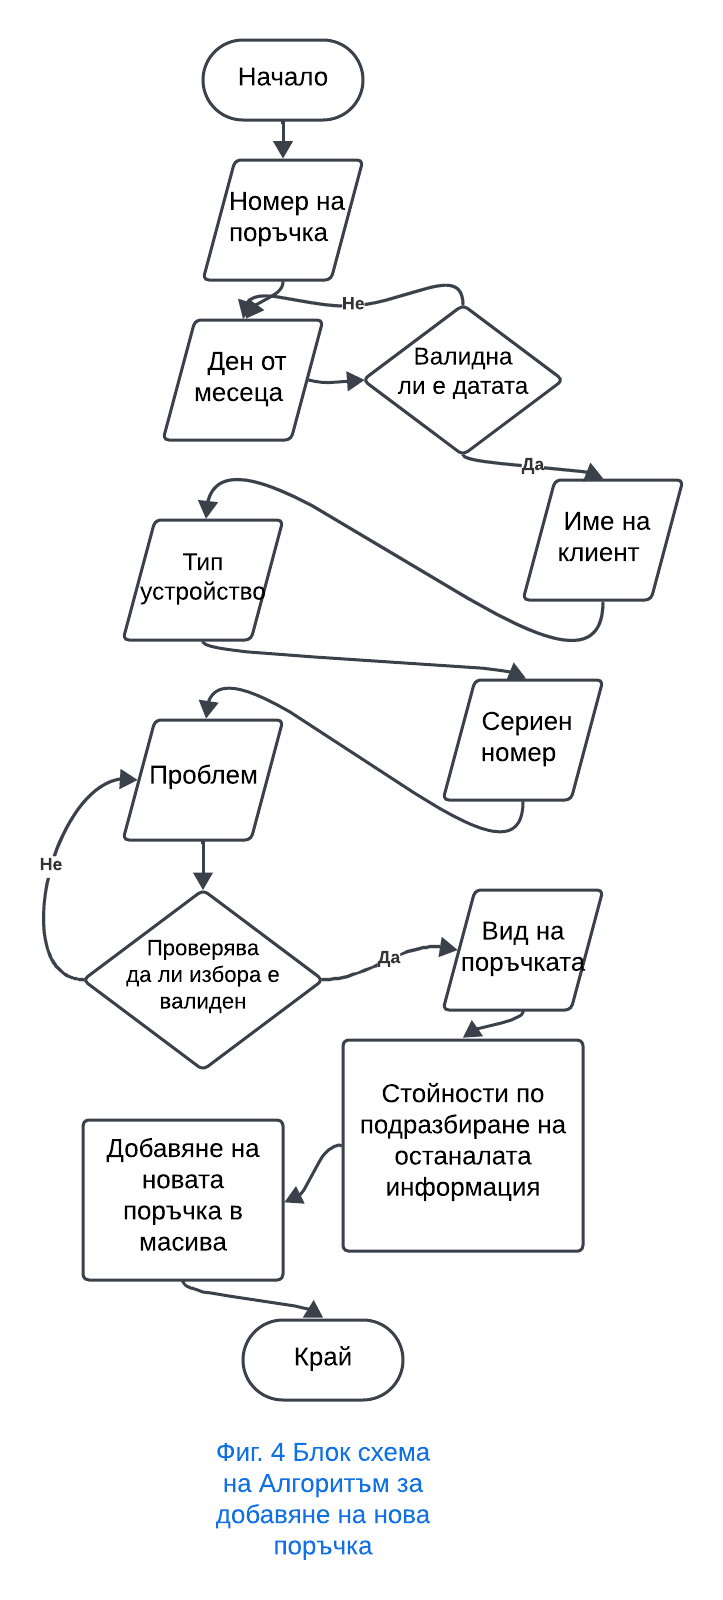 Начало
Номер на
поръчка
Не
Ден от
месеца
Валидна
ли е датата
Да
Име на
клиент
Тип
устройство
Сериен
номер
Проблем
Не
Проверява
да ли избора е
валиден
Да
Вид на
поръчката
Стойности по
подразбиране на
останалата
информация
Добавяне на
новата
поръчка в
масива
Край
Фиг. 4 Блок схема
на Алгоритъм за
добавяне на нова
поръчка